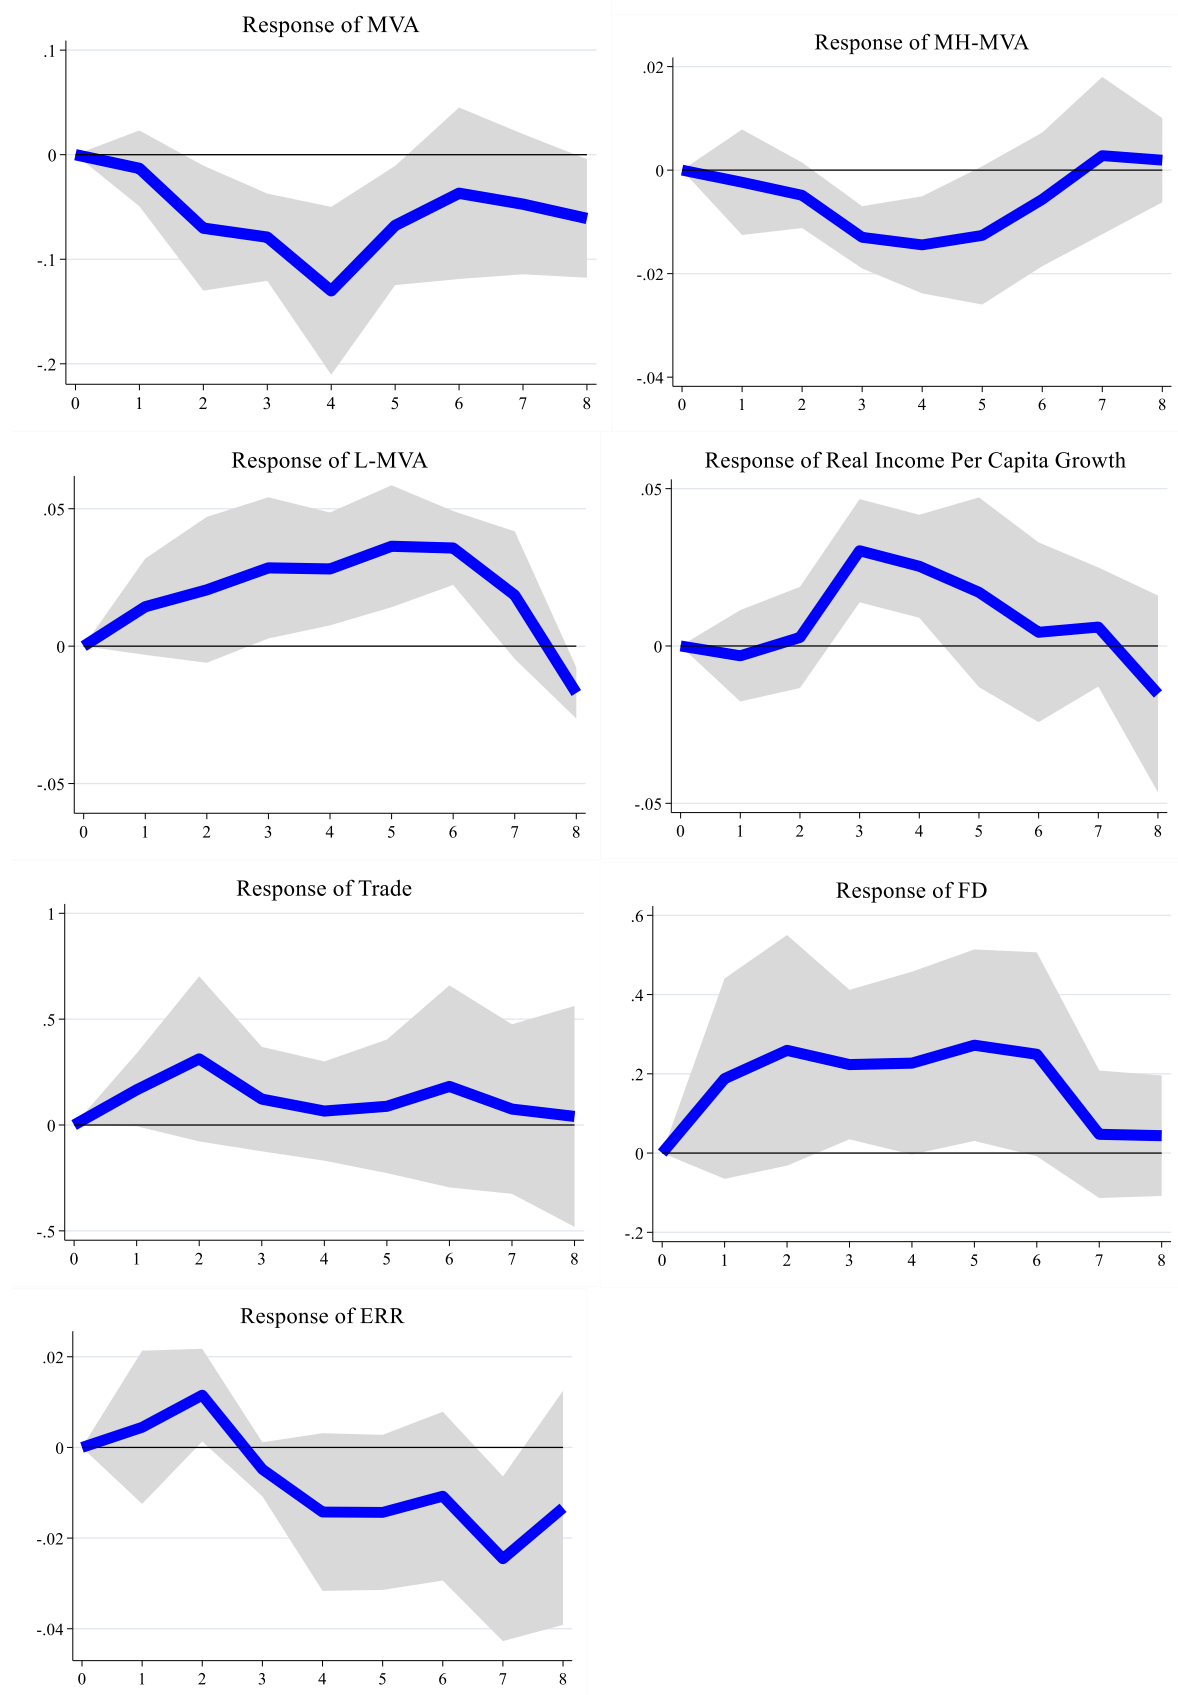 Response of MVA
.1
0
-.1
-.2
0 1 2 3 4 5 6 7 8
Response of MH-MVA
.02
0
-.02
-.04
0 1 2 3 4 5 6 7 8
Response of L-MVA
.05
0
-.05
0 1 2 3 4 5 6 7 8
Response of Real Income Per Capita Growth
.05
0
-.05
0 1 2 3 4 5 6 7 8
Response of Trade
1
.5
0
-.5
0 1 2 3 4 5 6 7 8
Response of FD
.6
.4
.2
0
-.2
0 1 2 3 4 5 6 7 8
Response of ERR
.02
0
-.02
-.04
0 1 2 3 4 5 6 7 8